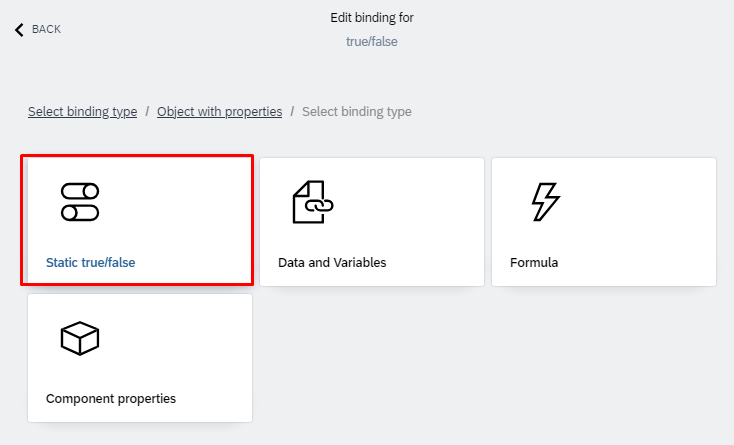 Edit binding for
BACK
true/false
Select binding type / Object with properties / Select binding type
Static true/false
Data and Variables
Formula
Component properties